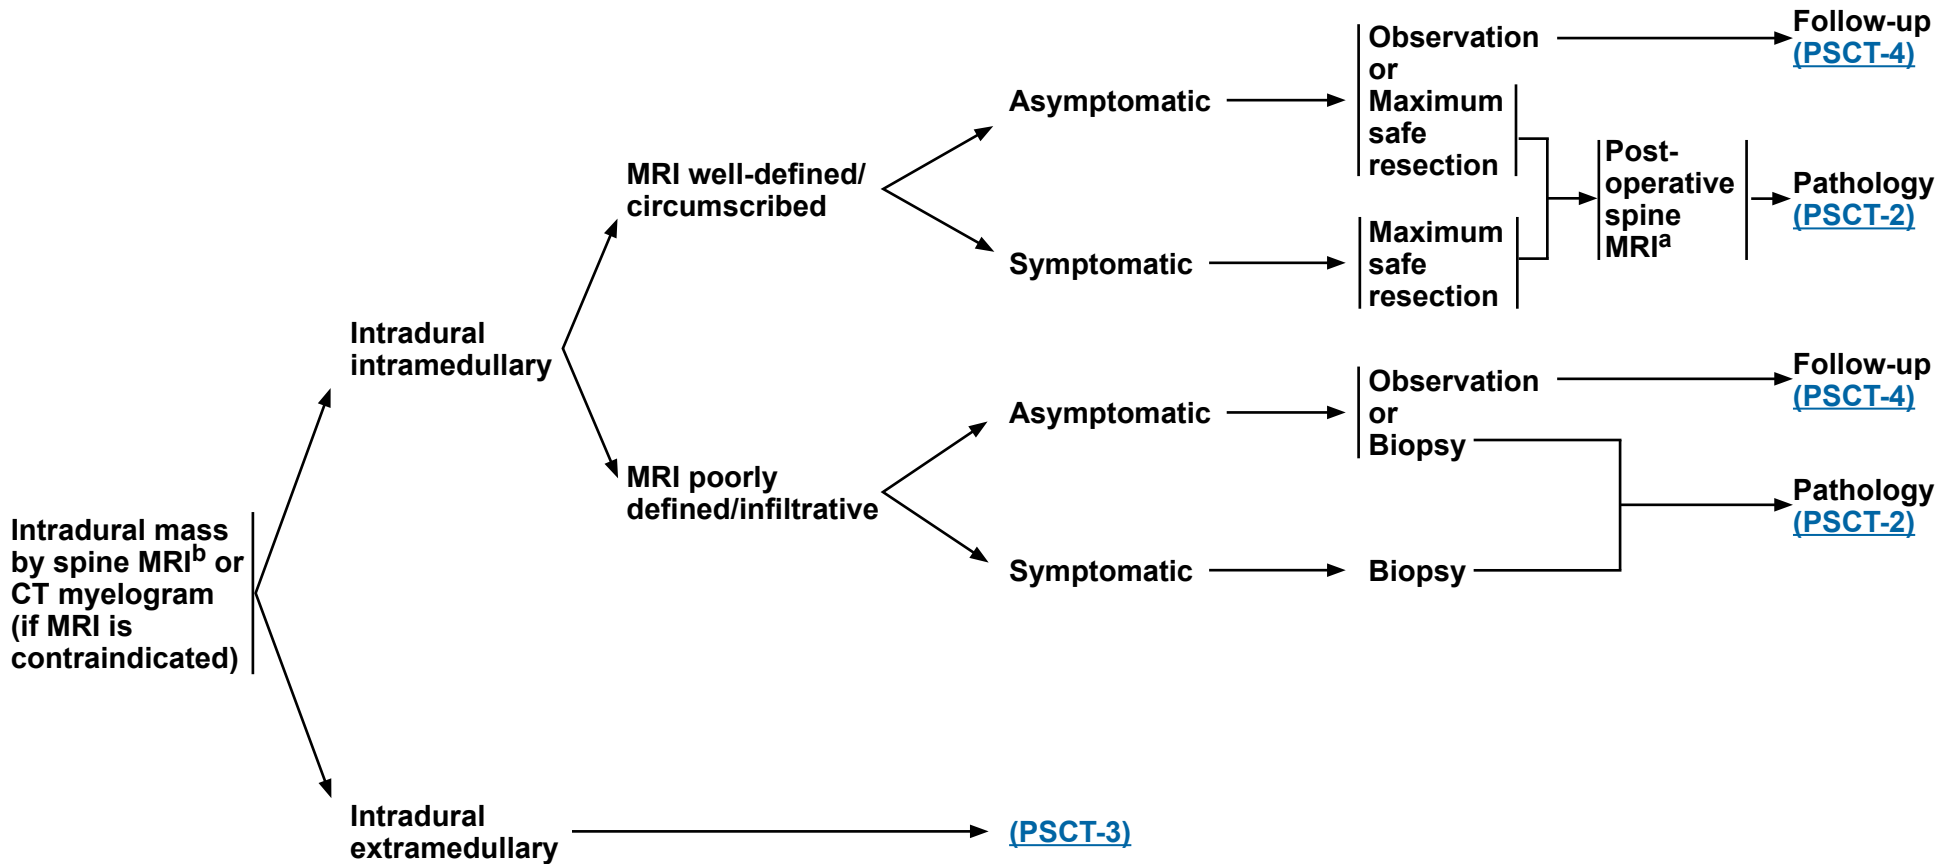 Intradural mass
by spine MRIb or
CT myelogram
(if MRI is
contraindicated)
Intradural
intramedullary
MRI well-defined/
circumscribed
Asymptomatic
Observation
or
Maximum
safe
resection
Follow-up
(PSCT-4)
Symptomatic
Maximum
safe
resection
Post-
operative
spine
MRIa
Pathology
(PSCT-2)
MRI poorly
defined/infiltrative
Asymptomatic
Observation
or
Biopsy
Follow-up
(PSCT-4)
Symptomatic
Biopsy
Pathology
(PSCT-2)
Intradural
extramedullary
(PSCT-3)